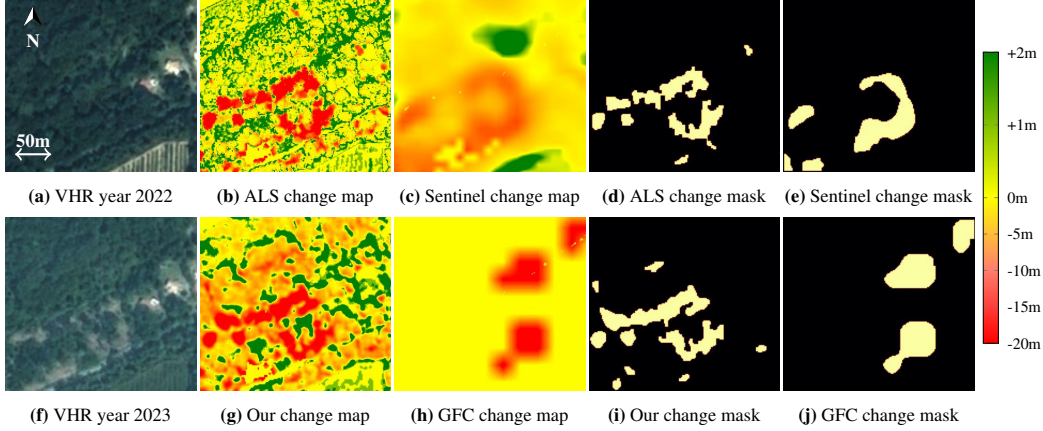 N
50m
(a) VHR year 2022
(b) ALS change map
(c) Sentinel change map
(d) ALS change mask
(e) Sentinel change mask
+2m
+1m
0m
-5m
-10m
-15m
-20m
(f) VHR year 2023
(g) Our change map
(h) GFC change map
(i) Our change mask
(j) GFC change mask